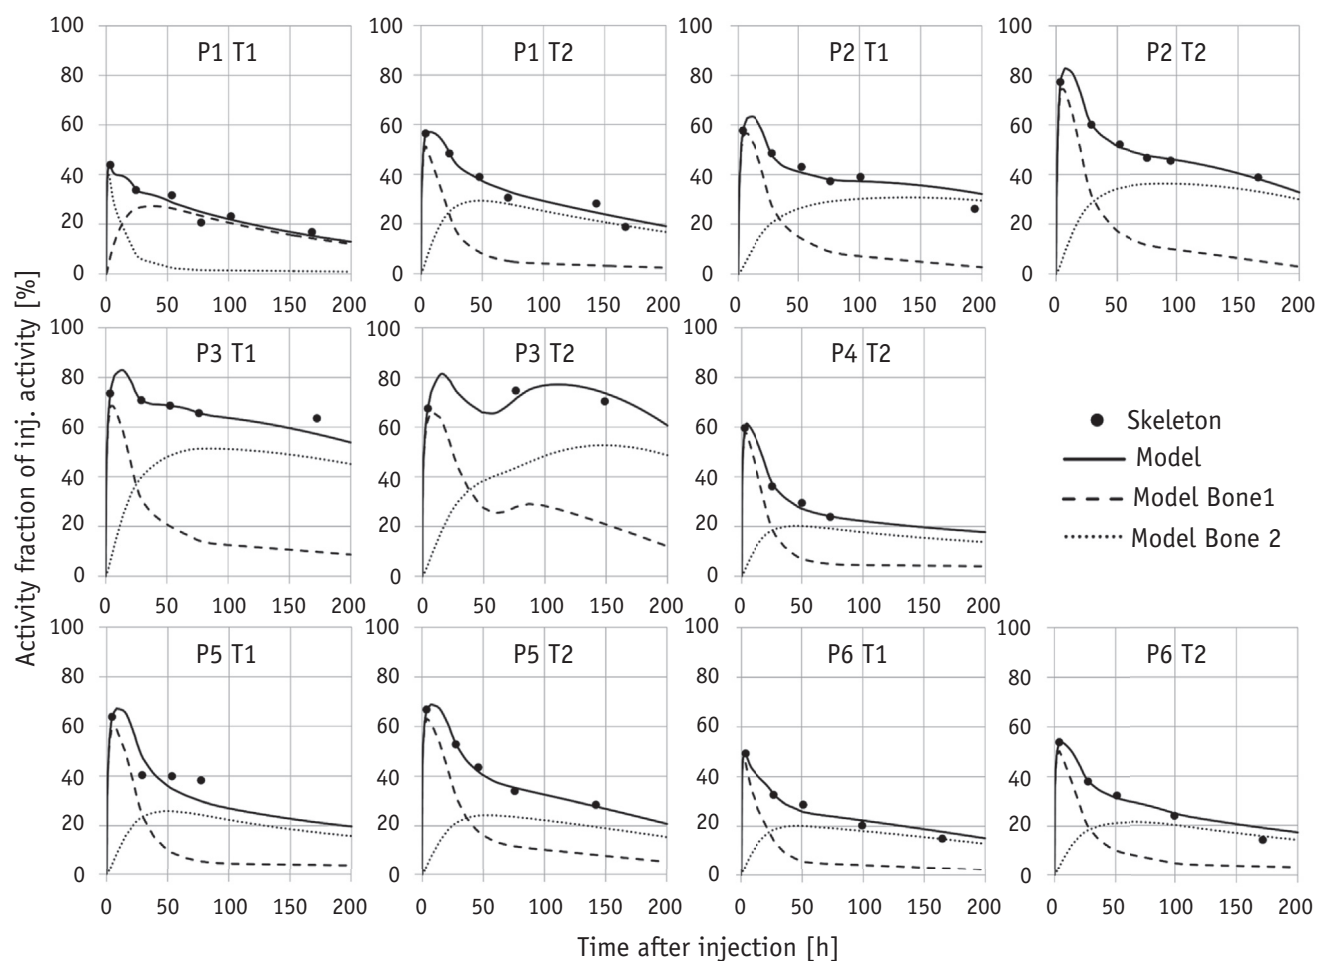 Activity fraction of inj. activity [%]
100
80
60
40
20
0
P1 T1
0 50 100 150 200
100
80
60
40
20
0
P1 T2
0 50 100 150 200
100
80
60
40
20
0
P2 T1
0 50 100 150 200
100
80
60
40
20
0
P2 T2
0 50 100 150 200
100
80
60
40
20
0
P3 T1
0 50 100 150 200
100
80
60
40
20
0
P3 T2
0 50 100 150 200
100
80
60
40
20
0
P4 T2
0 50 100 150 200
Skeleton
Model
Model Bone1
Model Bone 2
100
80
60
40
20
0
P5 T1
0 50 100 150 200
100
80
60
40
20
0
P5 T2
0 50 100 150 200
100
80
60
40
20
0
P6 T1
0 50 100 150 200
100
80
60
40
20
0
P6 T2
0 50 100 150 200
Time after injection [h]